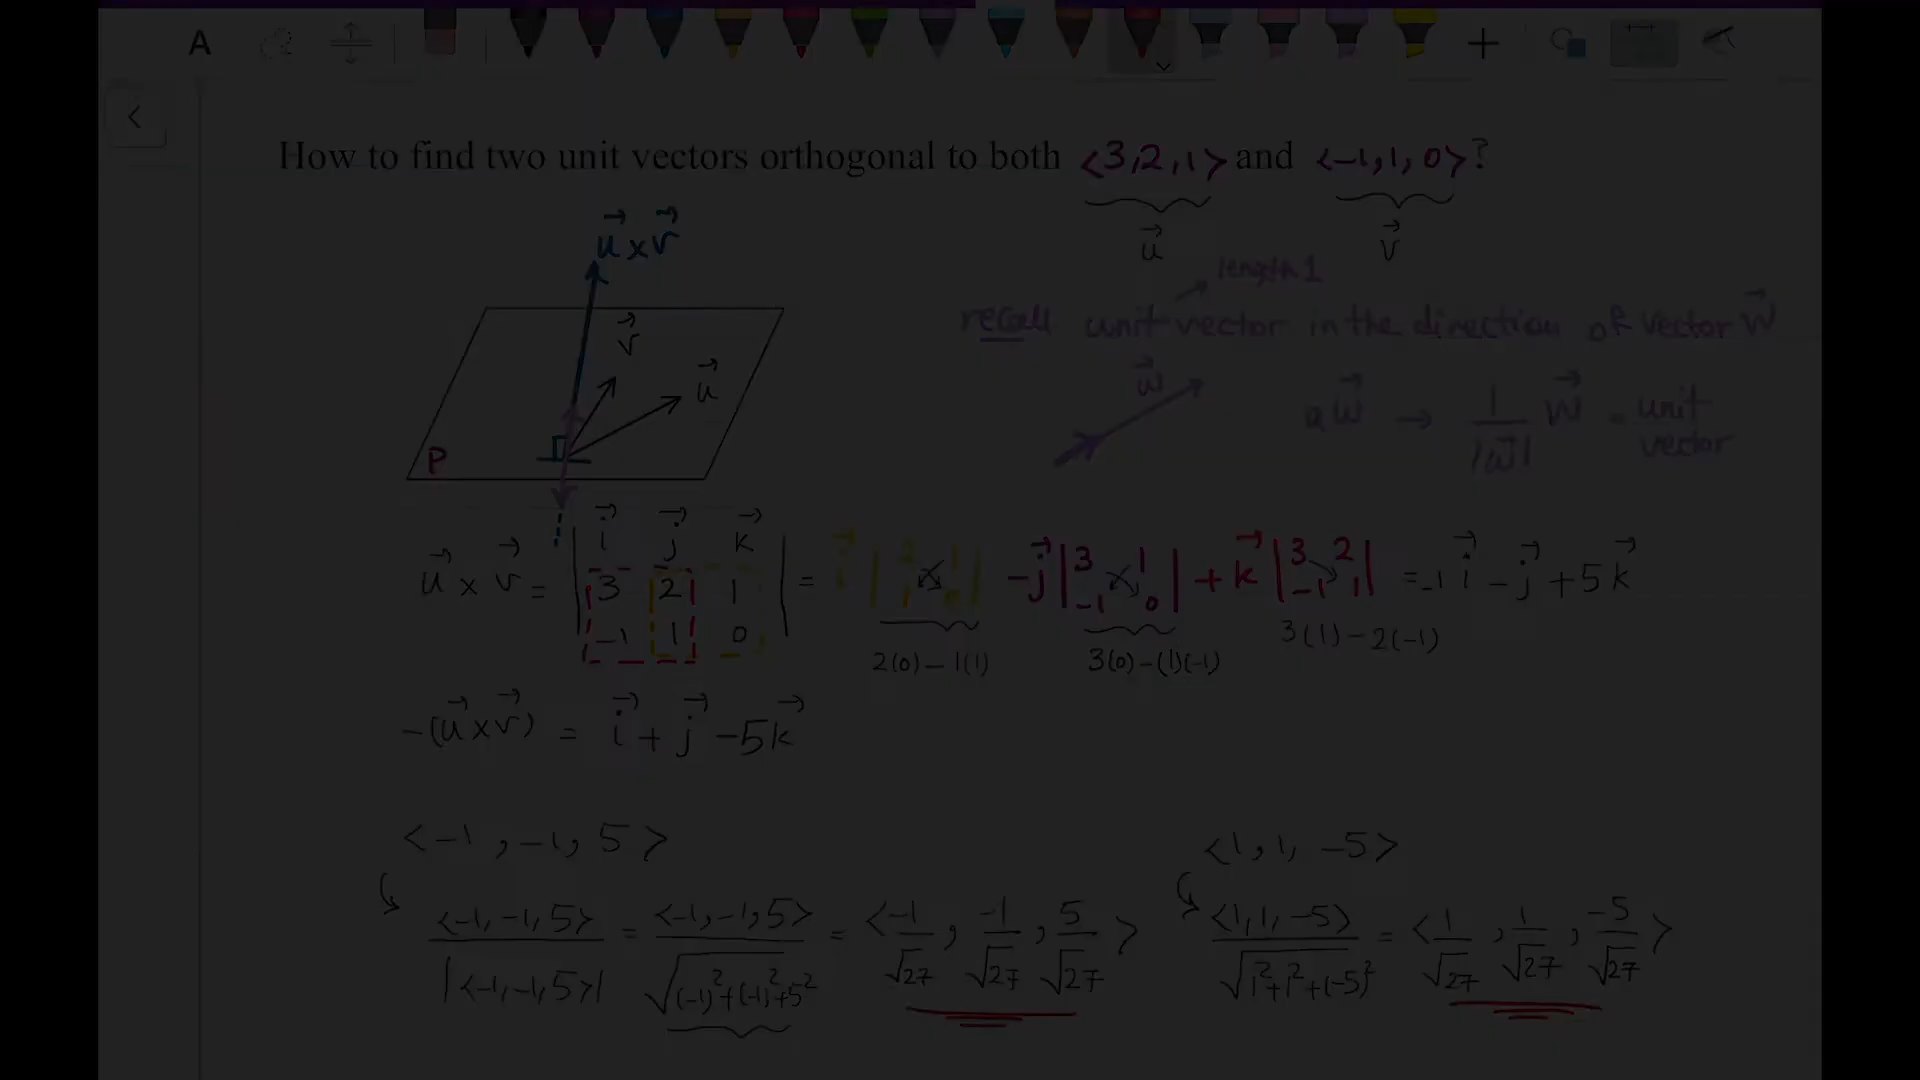 A
How to find two unit vectors orthogonal to both <3,2,1> and <-1,1,0>?
u⃗ v⃗
u⃗ x v⃗
length 1
recall unit vector in the direction of vector w⃗
v⃗
u⃗
w⃗
a w⃗ → 1/|w⃗| w⃗ = unit vector
P
u⃗ x v⃗ = | i⃗ j⃗ k⃗ ; 3 2 1 ; -1 1 0 | = i⃗ | 2 1 ; 1 0 | - j⃗ | 3 1 ; -1 0 | + k⃗ | 3 2 ; -1 1 | = -1 i⃗ - j⃗ + 5 k⃗
2(0) - 1(1) 3(0) - (1)(-1) 3(1) - 2(-1)
-(u⃗ x v⃗) = i⃗ + j⃗ - 5k⃗
<-1, -1, 5> <1, 1, -5>
<-1, -1, 5>/|<-1, -1, 5>| = <-1, -1, 5>/√((-1)²+(-1)²+5²) = <-1/√27, -1/√27, 5/√27>
<1, 1, -5>/√(1²+1²+(-5)²) = <1/√27, 1/√27, -5/√27>